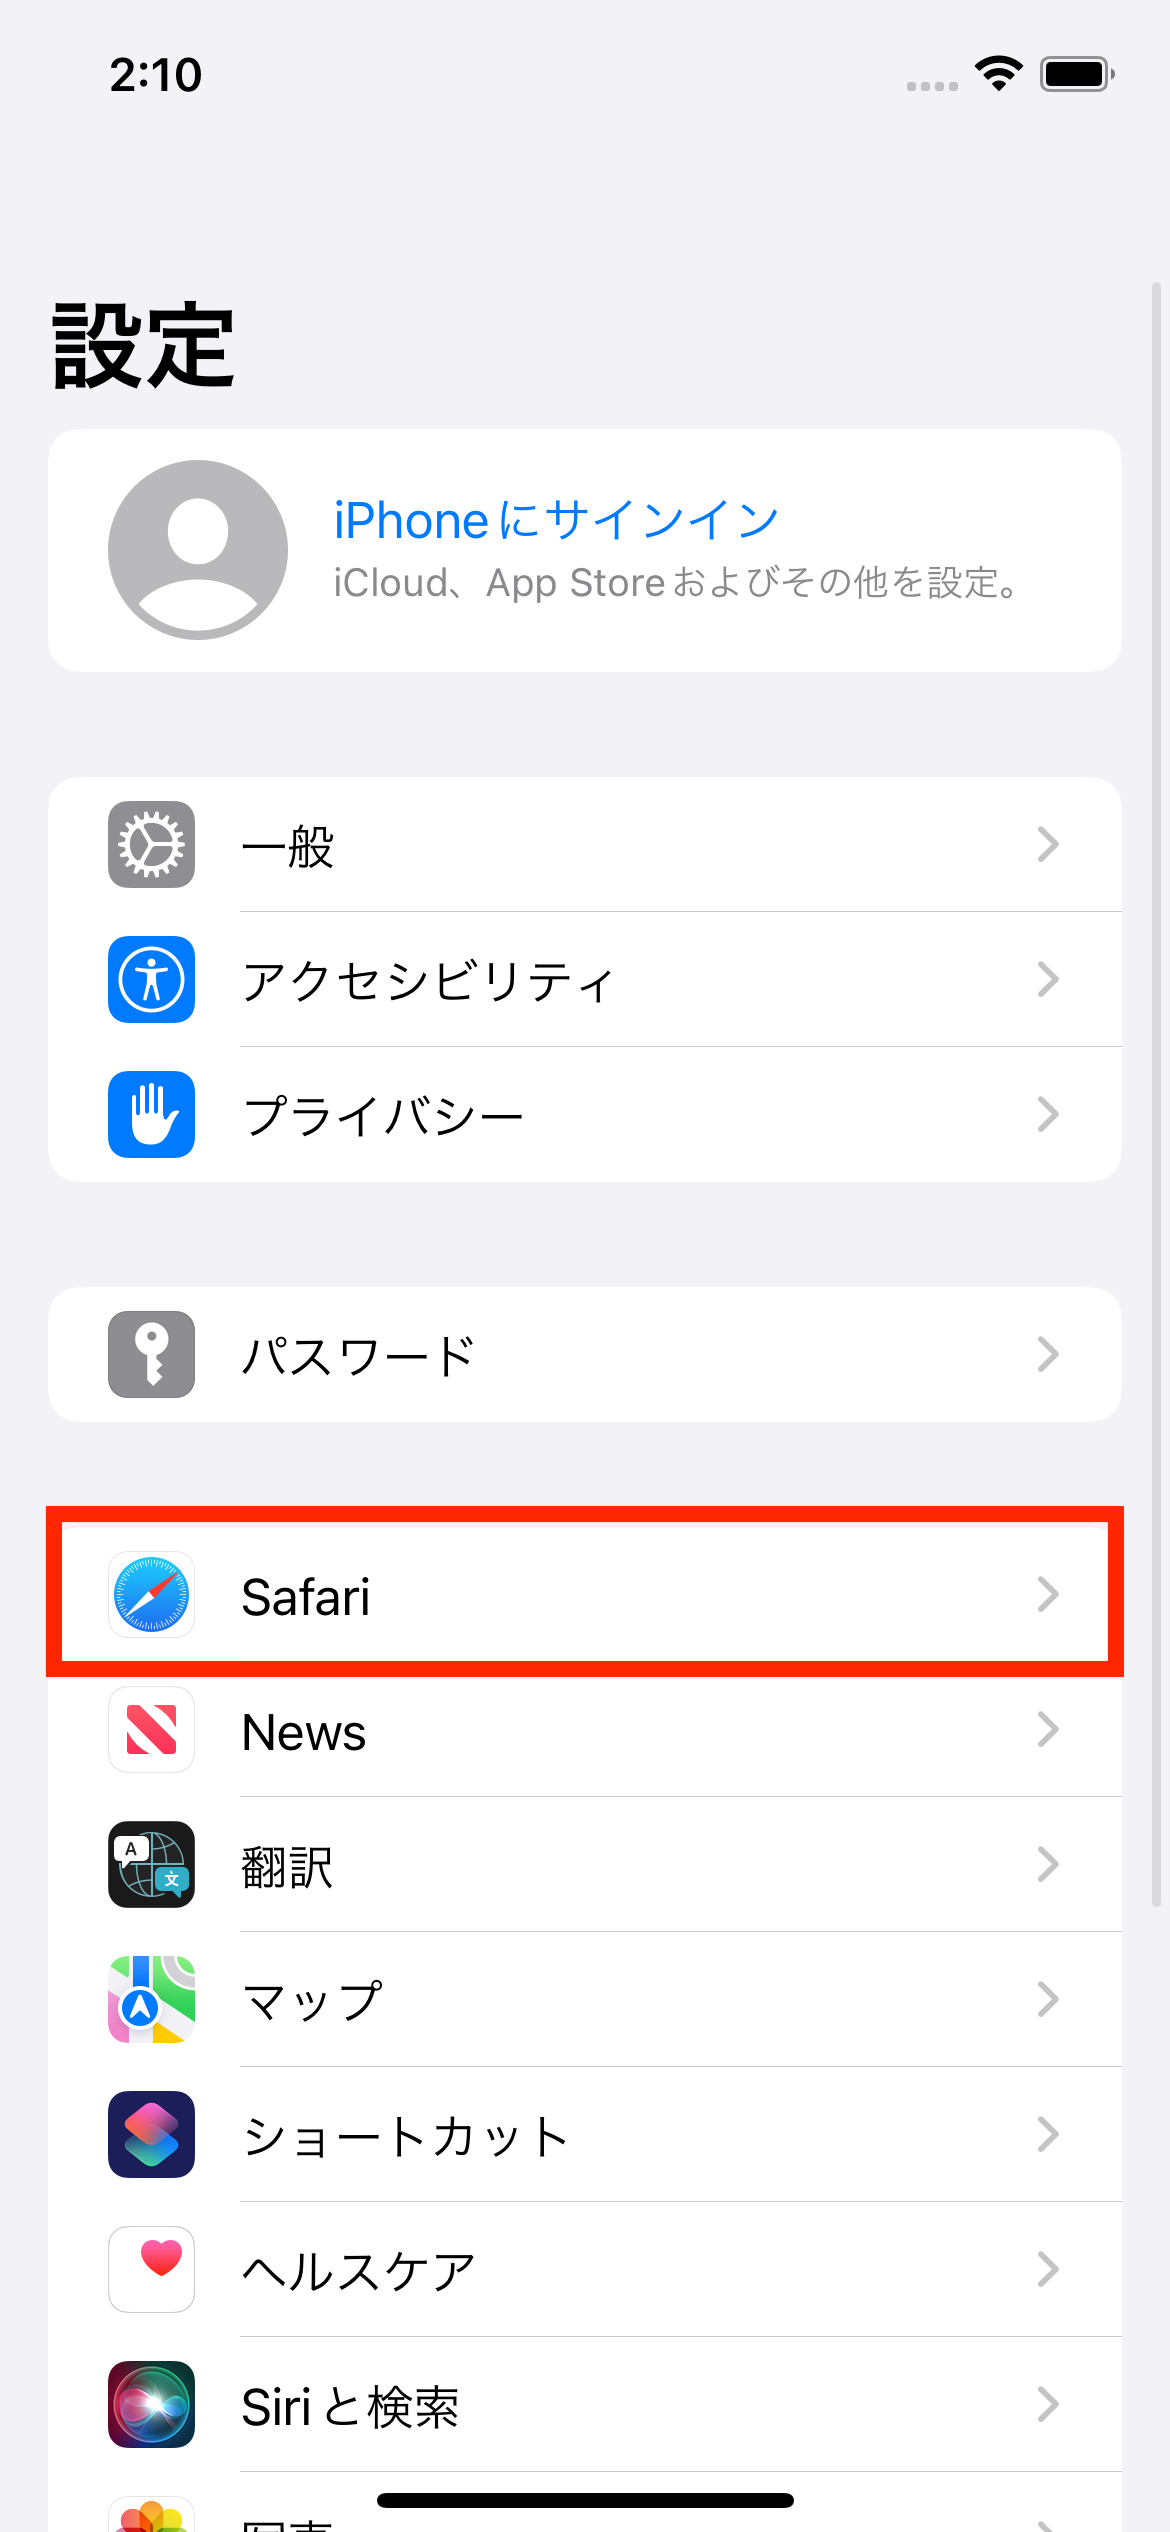 2:10
設定
iPhoneにサインイン
iCloud、App Storeおよびその他を設定。
一般
アクセシビリティ
プライバシー
パスワード
Safari
News
翻訳
マップ
ショートカット
ヘルスケア
Siriと検索
写真